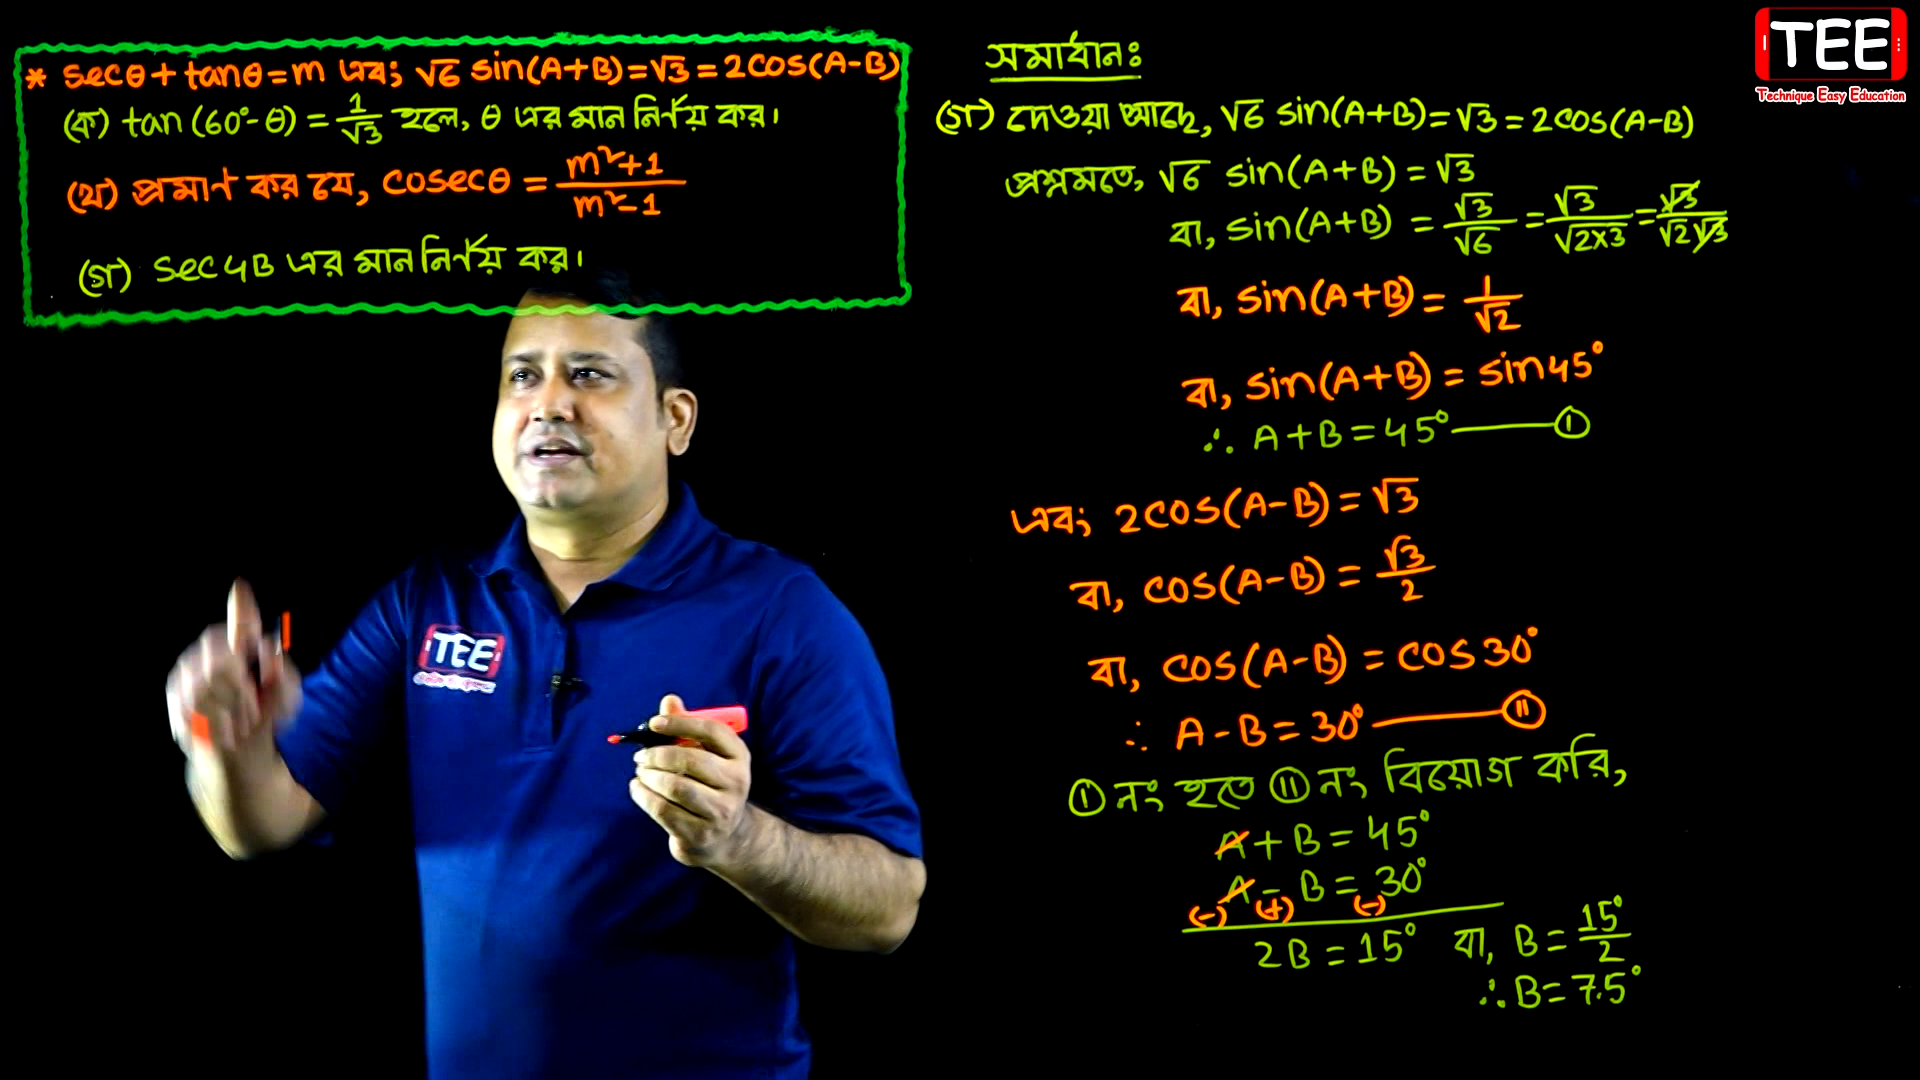 * secθ + tanθ = m এবং √6 sin(A+B) = √3 = 2cos(A-B)
(ক) tan(60°-θ) = 1/√3 হলে, θ এর মান নির্ণয় কর।
(খ) প্রমাণ কর যে, cosecθ = (m²+1)/(m²-1)
(গ) sec4B এর মান নির্ণয় কর।
TEE
সমাধানঃ
(গ) দেওয়া আছে, √6 sin(A+B) = √3 = 2cos(A-B)
প্রশ্নমতে, √6 sin(A+B) = √3
বা, sin(A+B) = √3/√6 = √3/√2×3 = √3/√2√3
বা, sin(A+B) = 1/√2
বা, sin(A+B) = sin45°
∴ A+B = 45° ——— (i)
এবং 2cos(A-B) = √3
বা, cos(A-B) = √3/2
বা, cos(A-B) = cos30°
∴ A-B = 30° ——— (ii)
(i) নং হতে (ii) নং বিয়োগ করি,
A+B = 45°
A-B = 30°
(-) (+) (-)
2B = 15° বা, B = 15°/2
∴ B = 7.5°
TEE
Technique Easy Education